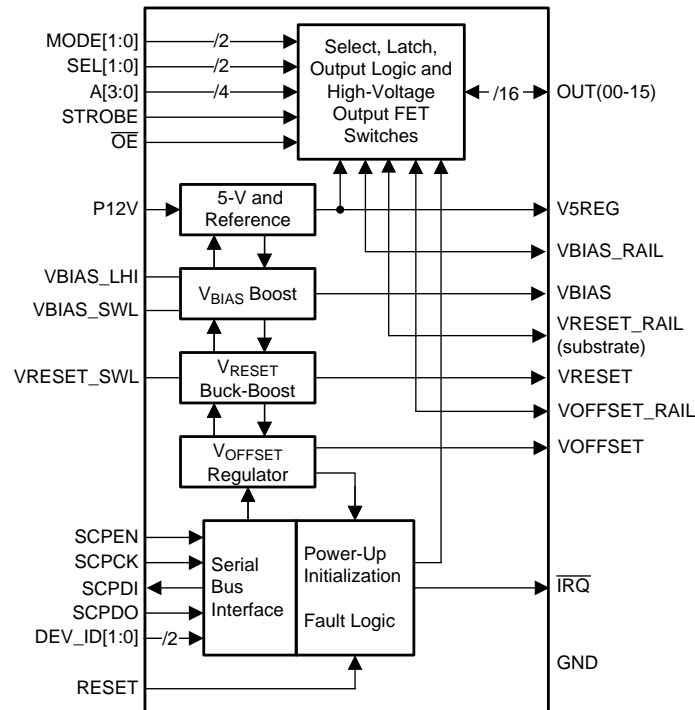 MODE[1:0]
/2
SEL[1:0]
/2
A[3:0]
/4
STROBE
OE
Select, Latch,
Output Logic and
High-Voltage
Output FET
Switches
/16
OUT(00-15)
P12V
5-V and
Reference
V5REG
VBIAS_RAIL
VBIAS_LHI
VBIAS_SWL
VBIAS Boost
VBIAS
VRESET_RAIL
(substrate)
VRESET_SWL
VRESET
Buck-Boost
VRESET
VOFFSET_RAIL
VOFFSET
Regulator
VOFFSET
SCPEN
SCPCK
SCPDI
SCPDO
DEV_ID[1:0]
/2
Serial
Bus
Interface
Power-Up
Initialization
Fault Logic
IRQ
GND
RESET